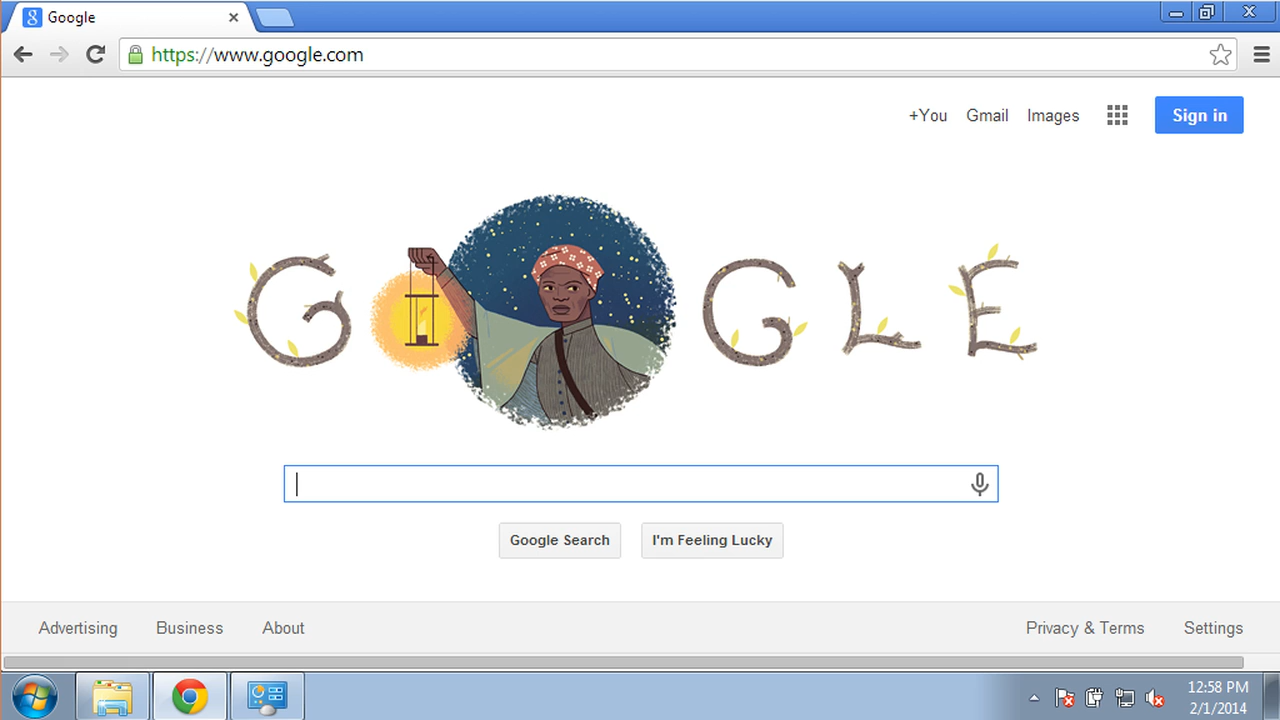 Google
https://www.google.com
+You Gmail Images Sign in
G GLE
Google Search I'm Feeling Lucky
Advertising Business About Privacy & Terms Settings
12:58 PM
2/1/2014